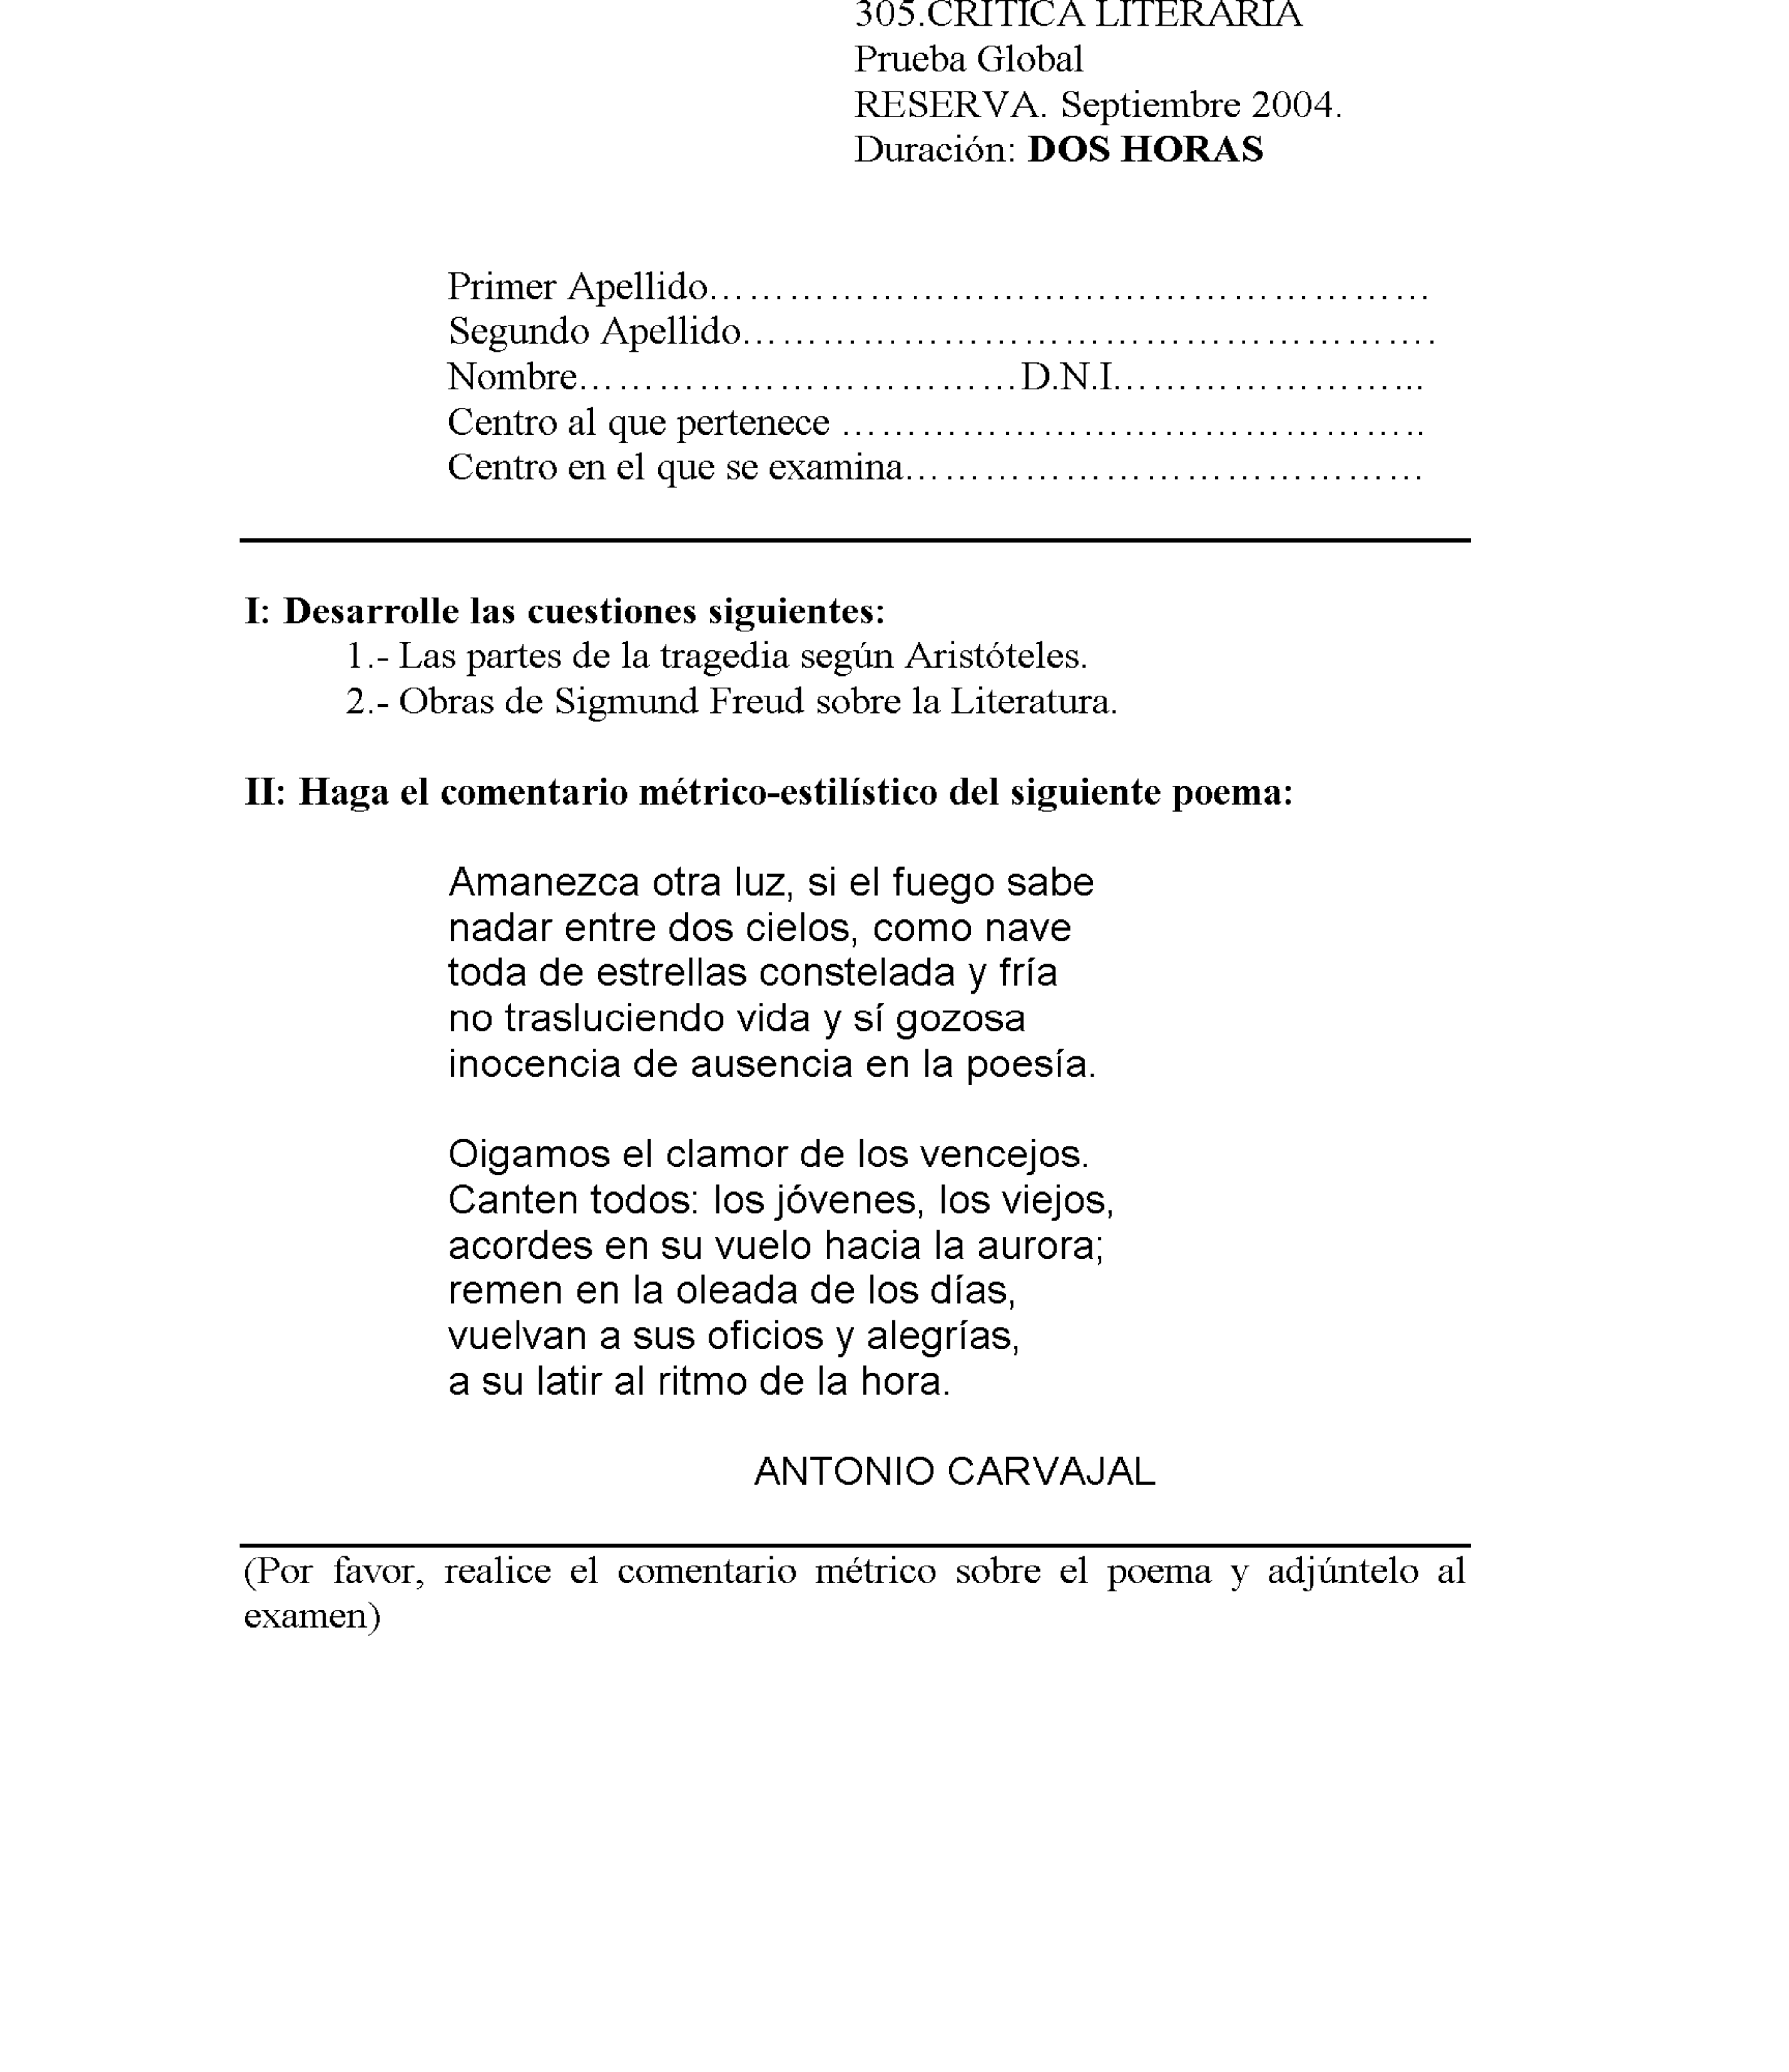 305.CRITICA LITERARIA
Prueba Global
RESERVA. Septiembre 2004.
Duración: DOS HORAS
Primer Apellido………………………………………………
Segundo Apellido…………………………………………….
Nombre……………………………D.N.I…………………...
Centro al que pertenece ……………………………………..
Centro en el que se examina…………………………………
I: Desarrolle las cuestiones siguientes:
1.- Las partes de la tragedia según Aristóteles.
2.- Obras de Sigmund Freud sobre la Literatura.
II: Haga el comentario métrico-estilístico del siguiente poema:
Amanezca otra luz, si el fuego sabe
nadar entre dos cielos, como nave
toda de estrellas constelada y fría
no trasluciendo vida y sí gozosa
inocencia de ausencia en la poesía.
Oigamos el clamor de los vencejos.
Canten todos: los jóvenes, los viejos,
acordes en su vuelo hacia la aurora;
remen en la oleada de los días,
vuelvan a sus oficios y alegrías,
a su latir al ritmo de la hora.
ANTONIO CARVAJAL
(Por favor, realice el comentario métrico sobre el poema y adjúntelo al
examen)